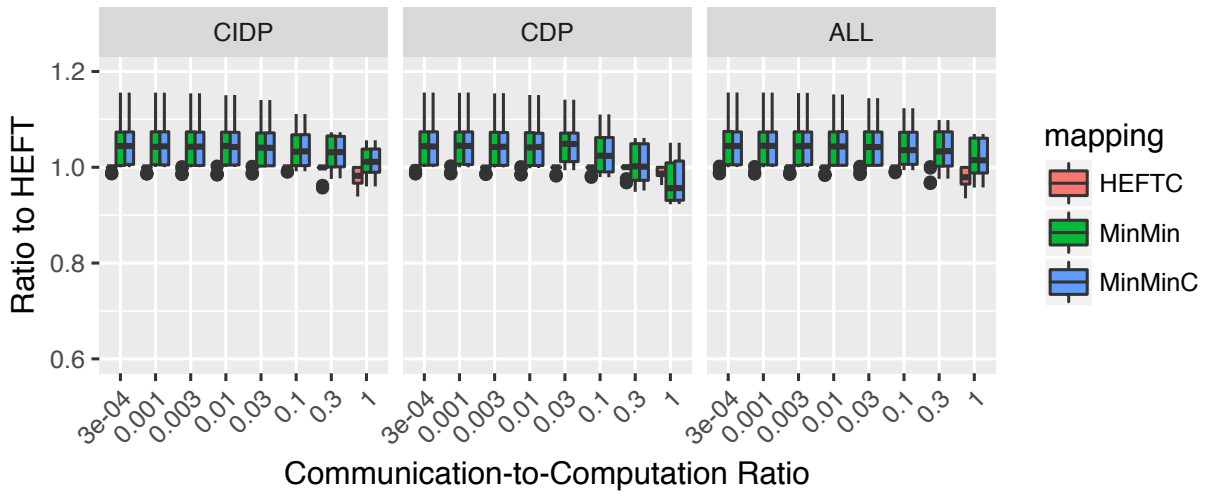 CIDP CDP ALL
1.2
1.0
0.8
0.6
Ratio to HEFT
3e-04 0.001 0.003 0.01 0.03 0.1 0.3 1
3e-04 0.001 0.003 0.01 0.03 0.1 0.3 1
3e-04 0.001 0.003 0.01 0.03 0.1 0.3 1
Communication-to-Computation Ratio
mapping
HEFTC
MinMin
MinMinC